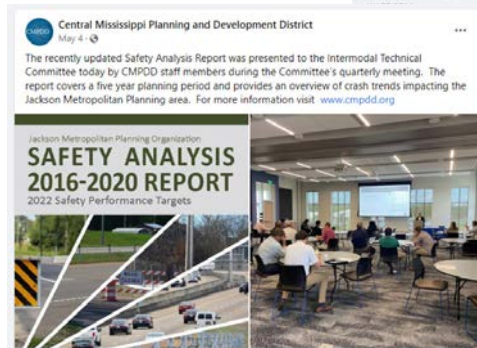 CMPDD
Central Mississippi Planning and Development District
May 4 ·
The recently updated Safety Analysis Report was presented to the Intermodal Technical
Committee today by CMPDD staff members during the Committee's quarterly meeting. The
report covers a five year planning period and provides an overview of crash trends impacting the
Jackson Metropolitan Planning area. For more information visit www.cmpdd.org
Jackson Metropolitan Planning Organization
SAFETY ANALYSIS
2016-2020 REPORT
2022 Safety Performance Targets